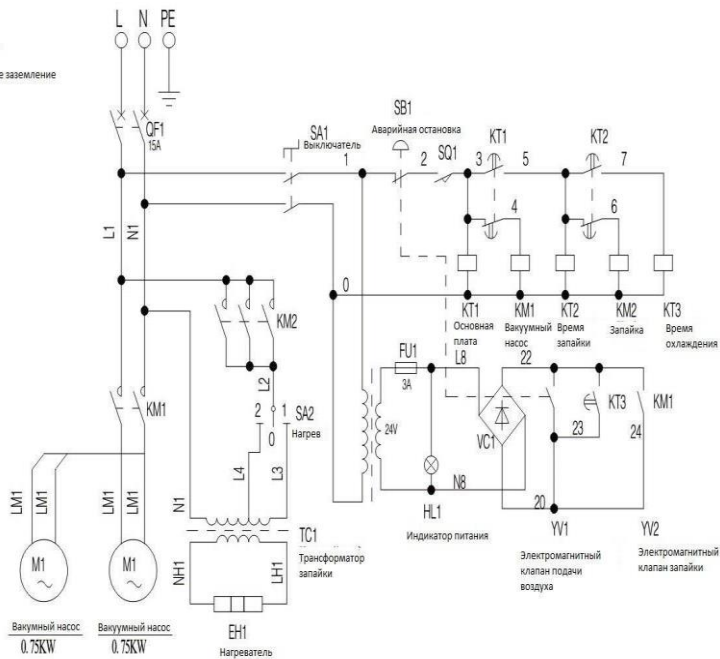 L N PE
е заземление
QF1
15A
SA1
Выключатель
1
SB1
Аварийная остановка
2
SQ1
3
KT1
5
KT2
7
4
6
L1
N1
0
KM2
KT1
Основная
плата
KM1
Вакуумный
насос
KT2
Время
запайки
KM2
Запайка
KT3
Время
охлаждения
L2
2
1
0
SA2
Нагрев
L4
L3
KM1
FU1
3A
L8
22
24V
VC1
23
KT3
KM1
24
N8
20
HL1
Индикатор питания
YV1
Электромагнитный
клапан подачи
воздуха
YV2
Электромагнитный
клапан запайки
LM1
LM1
LM1
LM1
N1
TC1
Трансформатор
запайки
NH1
LH1
M1
~
M1
~
Вакумный насос
0.75KW
Вакуумный насос
0.75KW
EH1
Нагреватель